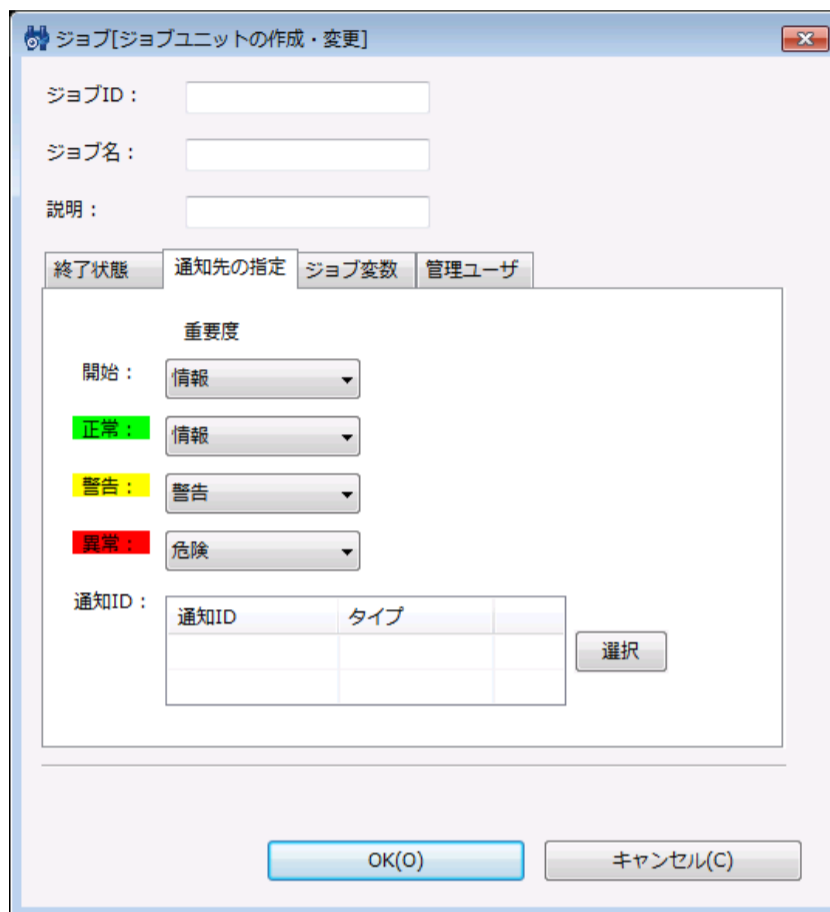 ジョブ[ジョブユニットの作成・変更]
ジョブID：
ジョブ名：
説明：
終了状態 通知先の指定 ジョブ変数 管理ユーザ
重要度
開始： 情報
正常： 情報
警告： 警告
異常： 危険
通知ID： 通知ID タイプ
選択
OK(O) キャンセル(C)